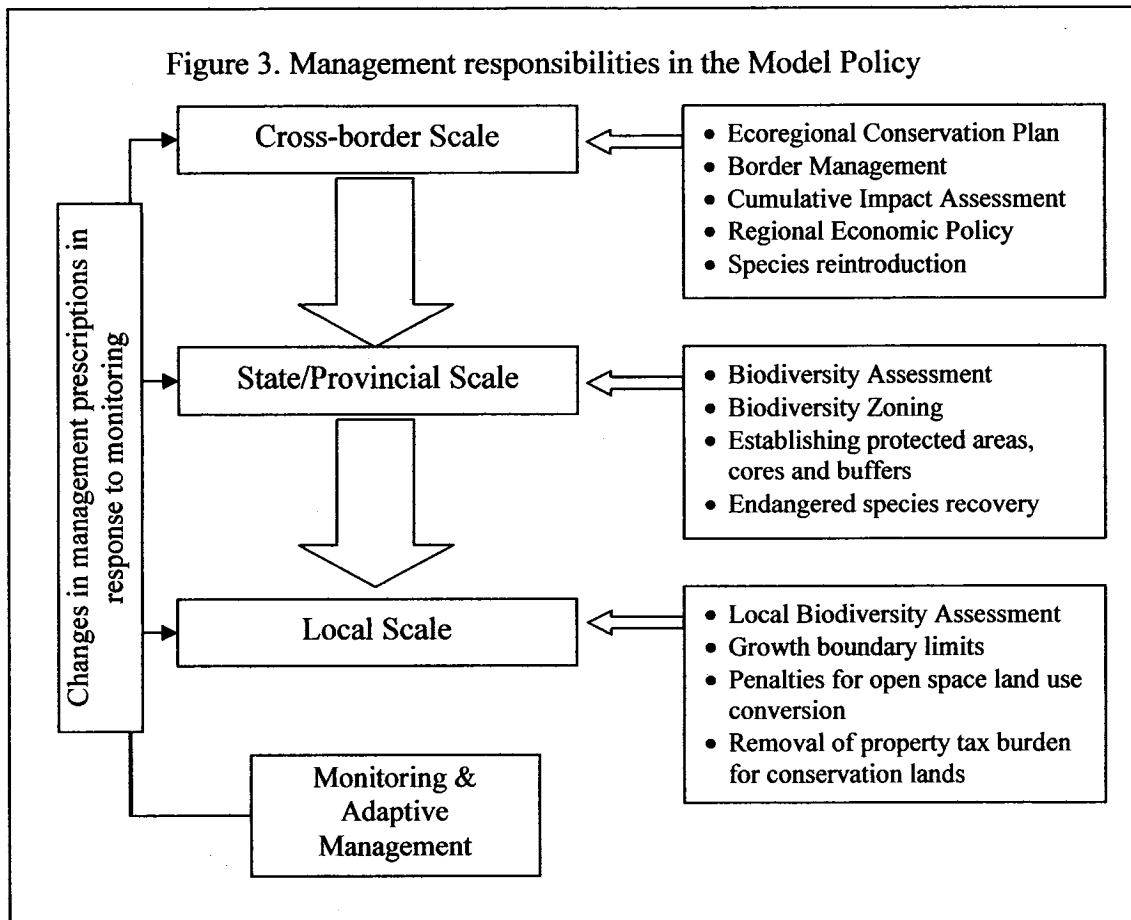 Figure 3. Management responsibilities in the Model Policy
Cross-border Scale
• Ecoregional Conservation Plan
• Border Management
• Cumulative Impact Assessment
• Regional Economic Policy
• Species reintroduction
Changes in management prescriptions in
response to monitoring
State/Provincial Scale
• Biodiversity Assessment
• Biodiversity Zoning
• Establishing protected areas,
cores and buffers
• Endangered species recovery
Local Scale
• Local Biodiversity Assessment
• Growth boundary limits
• Penalties for open space land use
conversion
• Removal of property tax burden
for conservation lands
Monitoring &
Adaptive
Management